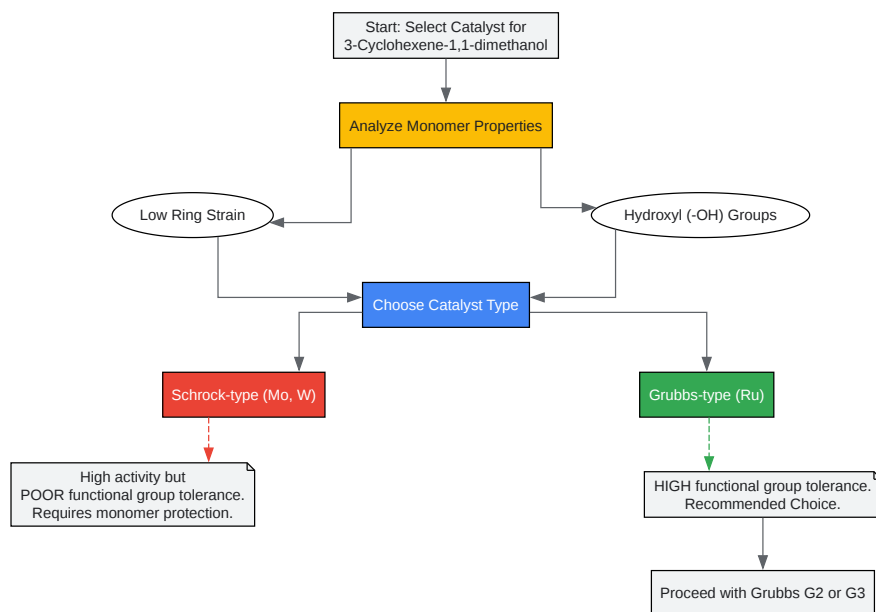 Start: Select Catalyst for
3-Cyclohexene-1,1-dimethanol
Analyze Monomer Properties
Low Ring Strain
Hydroxyl (-OH) Groups
Choose Catalyst Type
Schrock-type (Mo, W)
Grubbs-type (Ru)
High activity but
POOR functional group tolerance.
Requires monomer protection.
HIGH functional group tolerance.
Recommended Choice.
Proceed with Grubbs G2 or G3